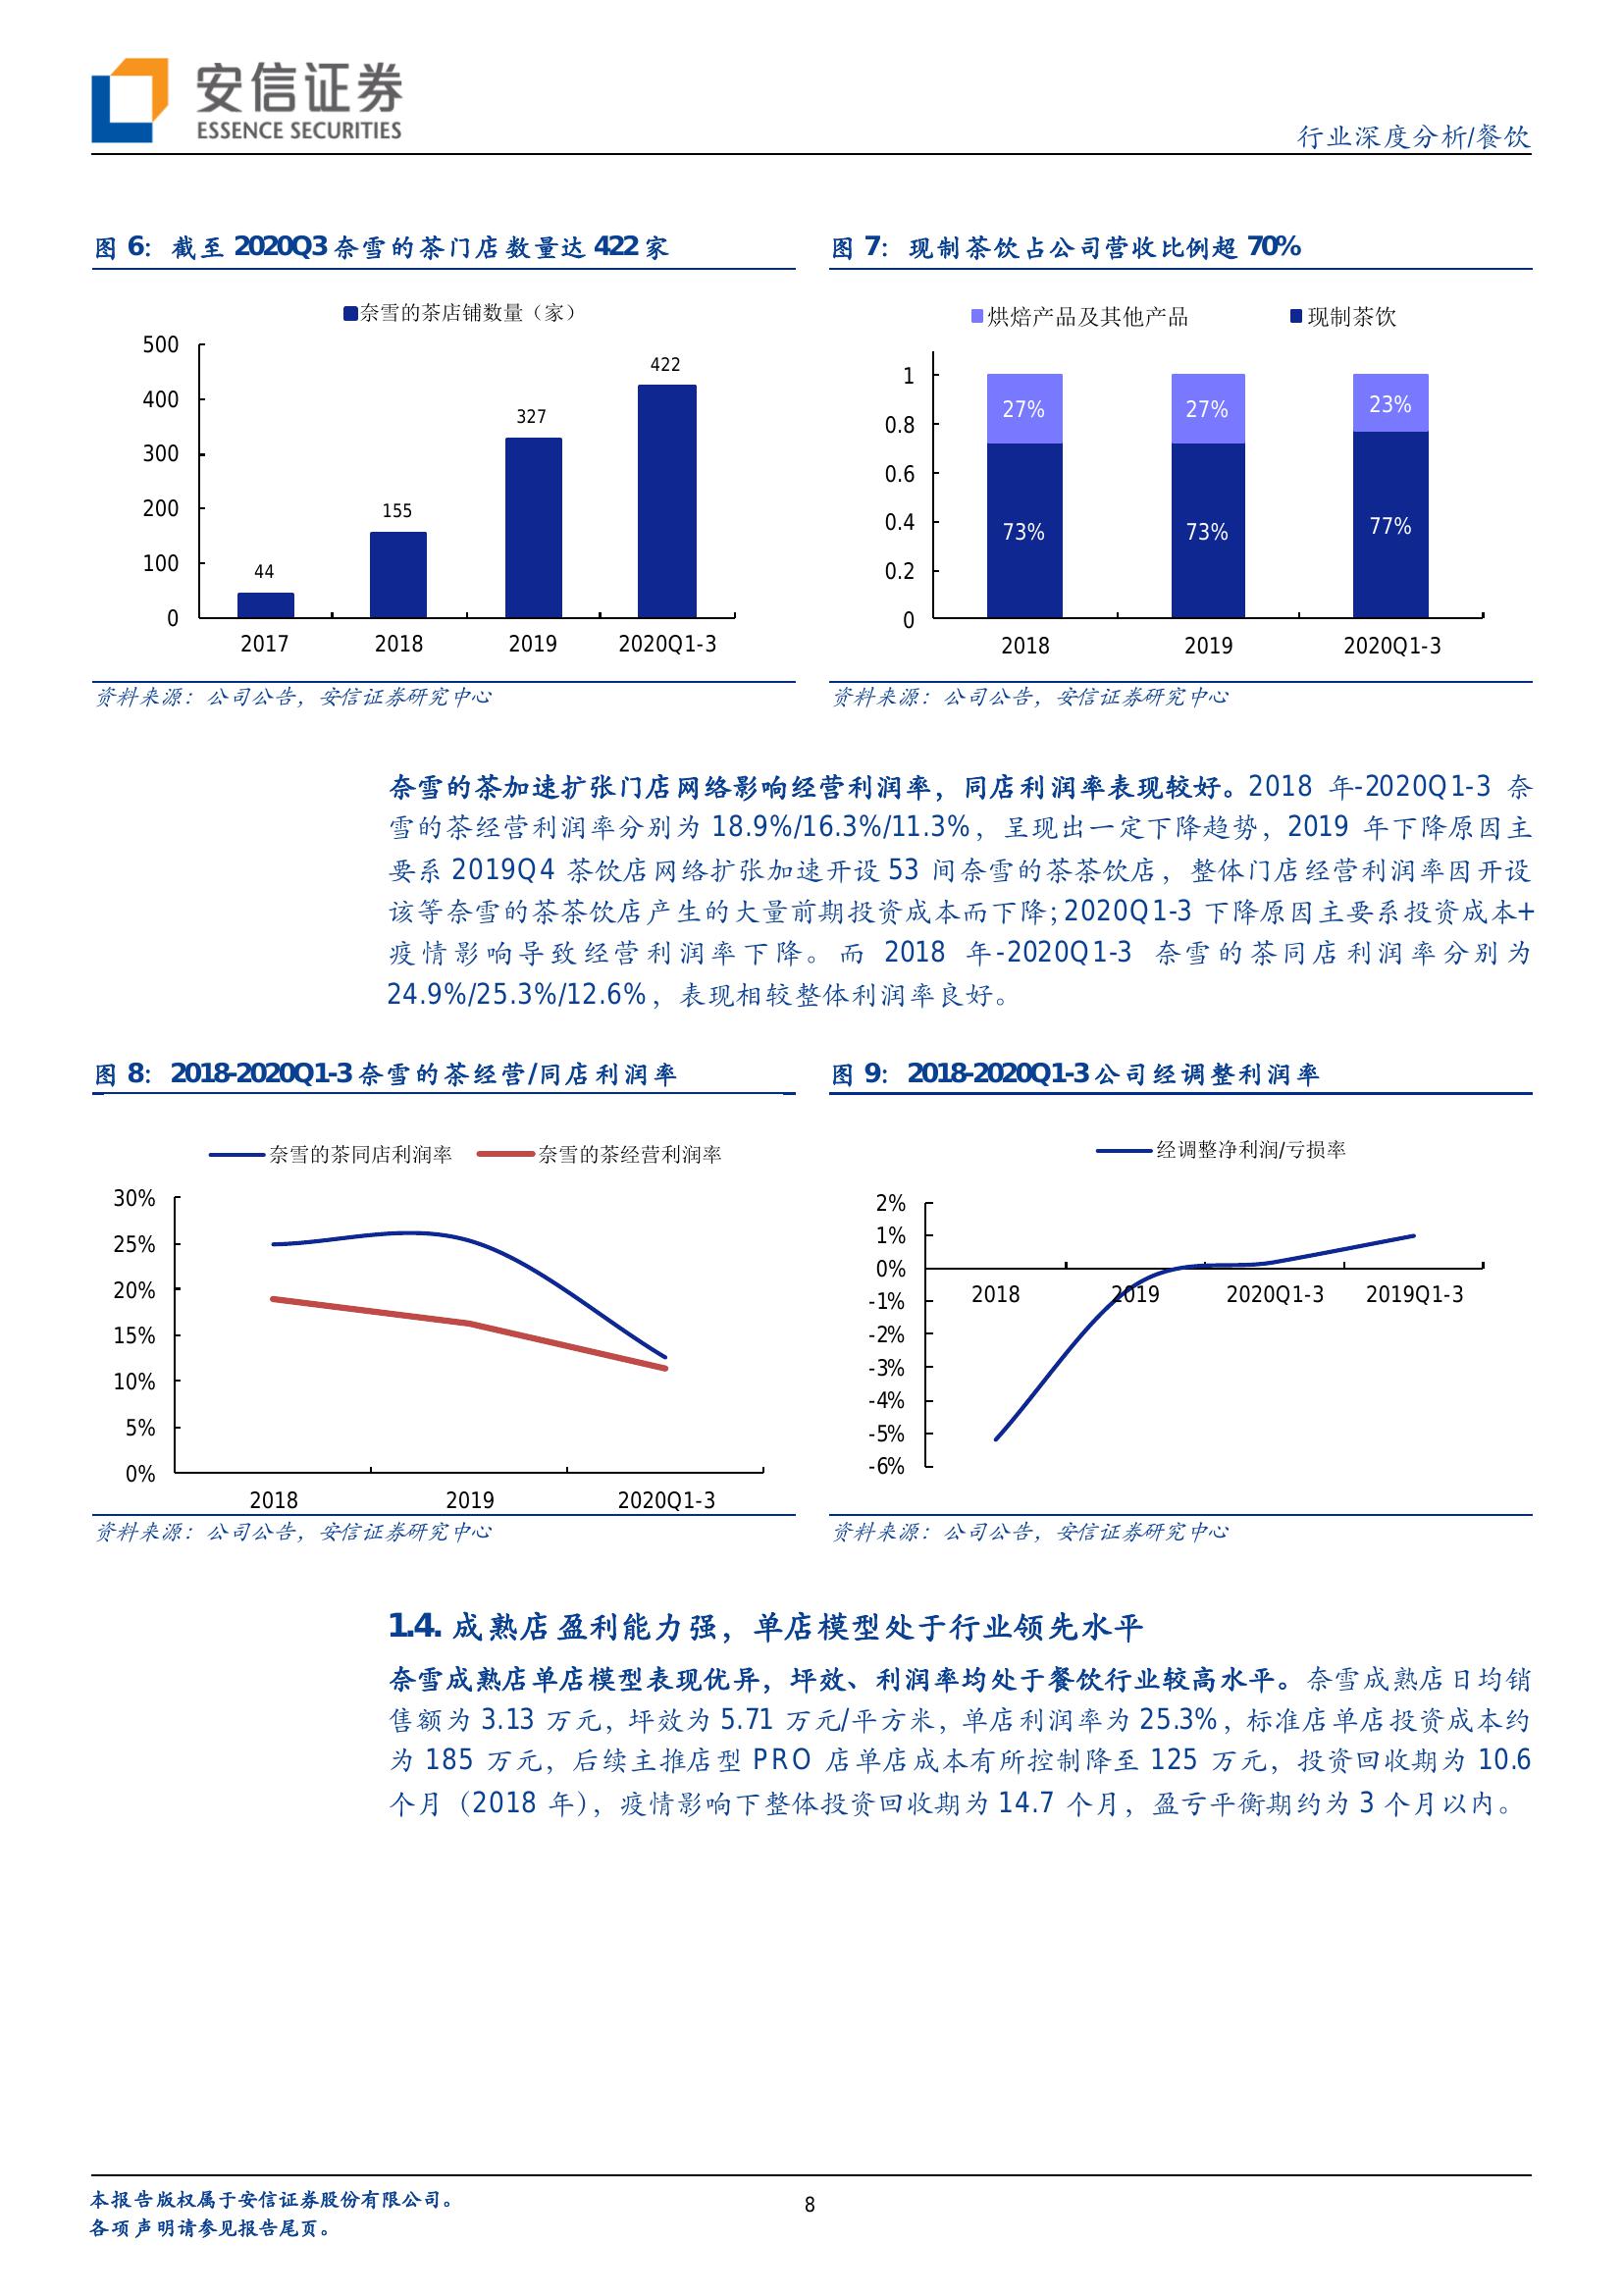 安信证券
ESSENCE SECURITIES
行业深度分析/餐饮
图 6：截至 2020Q3 奈雪的茶门店数量达 422 家
奈雪的茶店铺数量（家）
500
400
300
200
100
0
44
155
327
422
2017 2018 2019 2020Q1-3
资料来源：公司公告，安信证券研究中心
图 7：现制茶饮占公司营收比例超 70%
烘焙产品及其他产品 现制茶饮
1
0.8
0.6
0.4
0.2
0
27% 27% 23%
73% 73% 77%
2018 2019 2020Q1-3
资料来源：公司公告，安信证券研究中心
奈雪的茶加速扩张门店网络影响经营利润率，同店利润率表现较好。2018 年-2020Q1-3 奈
雪的茶经营利润率分别为 18.9%/16.3%/11.3%，呈现出一定下降趋势，2019 年下降原因主
要系 2019Q4 茶饮店网络扩张加速开设 53 间奈雪的茶茶饮店，整体门店经营利润率因开设
该等奈雪的茶茶饮店产生的大量前期投资成本而下降；2020Q1-3 下降原因主要系投资成本+
疫情影响导致经营利润率下降。而 2018 年-2020Q1-3 奈雪的茶同店利润率分别为
24.9%/25.3%/12.6%，表现相较整体利润率良好。
图 8：2018-2020Q1-3 奈雪的茶经营/同店利润率
奈雪的茶同店利润率 奈雪的茶经营利润率
30%
25%
20%
15%
10%
5%
0%
2018 2019 2020Q1-3
资料来源：公司公告，安信证券研究中心
图 9：2018-2020Q1-3 公司经调整利润率
经调整净利润/亏损率
2%
1%
0%
-1%
-2%
-3%
-4%
-5%
-6%
2018 2019 2020Q1-3 2019Q1-3
资料来源：公司公告，安信证券研究中心
1.4. 成熟店盈利能力强，单店模型处于行业领先水平
奈雪成熟店单店模型表现优异，坪效、利润率均处于餐饮行业较高水平。奈雪成熟店日均销
售额为 3.13 万元，坪效为 5.71 万元/平方米，单店利润率为 25.3%，标准店单店投资成本约
为 185 万元，后续主推店型 PRO 店单店成本有所控制降至 125 万元，投资回收期为 10.6
个月（2018 年），疫情影响下整体投资回收期为 14.7 个月，盈亏平衡期约为 3 个月以内。
本报告版权属于安信证券股份有限公司。
各项声明请参见报告尾页。
8